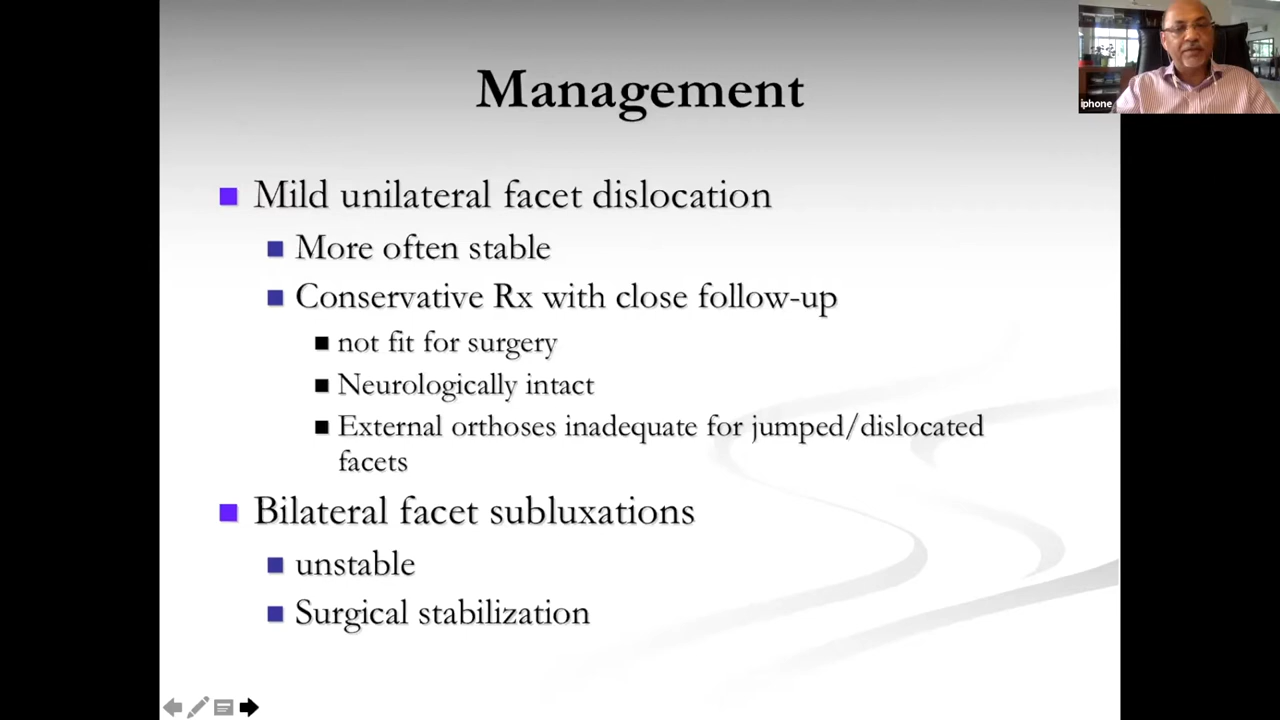 Management
iphone
Mild unilateral facet dislocation
More often stable
Conservative Rx with close follow-up
not fit for surgery
Neurologically intact
External orthoses inadequate for jumped/dislocated
facets
Bilateral facet subluxations
unstable
Surgical stabilization